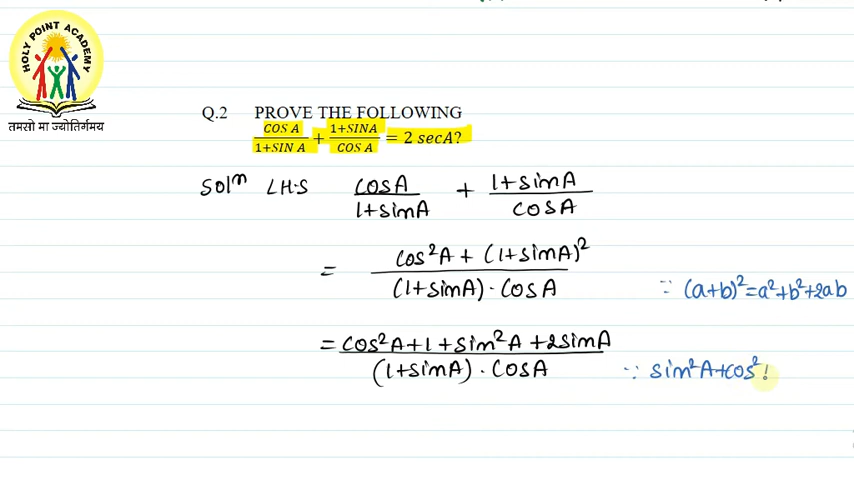 HOLY POINT ACADEMY
तमसो मा ज्योतिर्गमय
Q.2 PROVE THE FOLLOWING
COS A / 1+SIN A + 1+SINA / COS A = 2 secA?
Solⁿ LHS cosA / 1+sinA + 1+sinA / cosA
= cos²A + (1+sinA)² / (1+sinA)·cosA
∵ (a+b)²=a²+b²+2ab
= cos²A+1+sin²A+2sinA / (1+sinA)·cosA
∵ sin²A+cos²